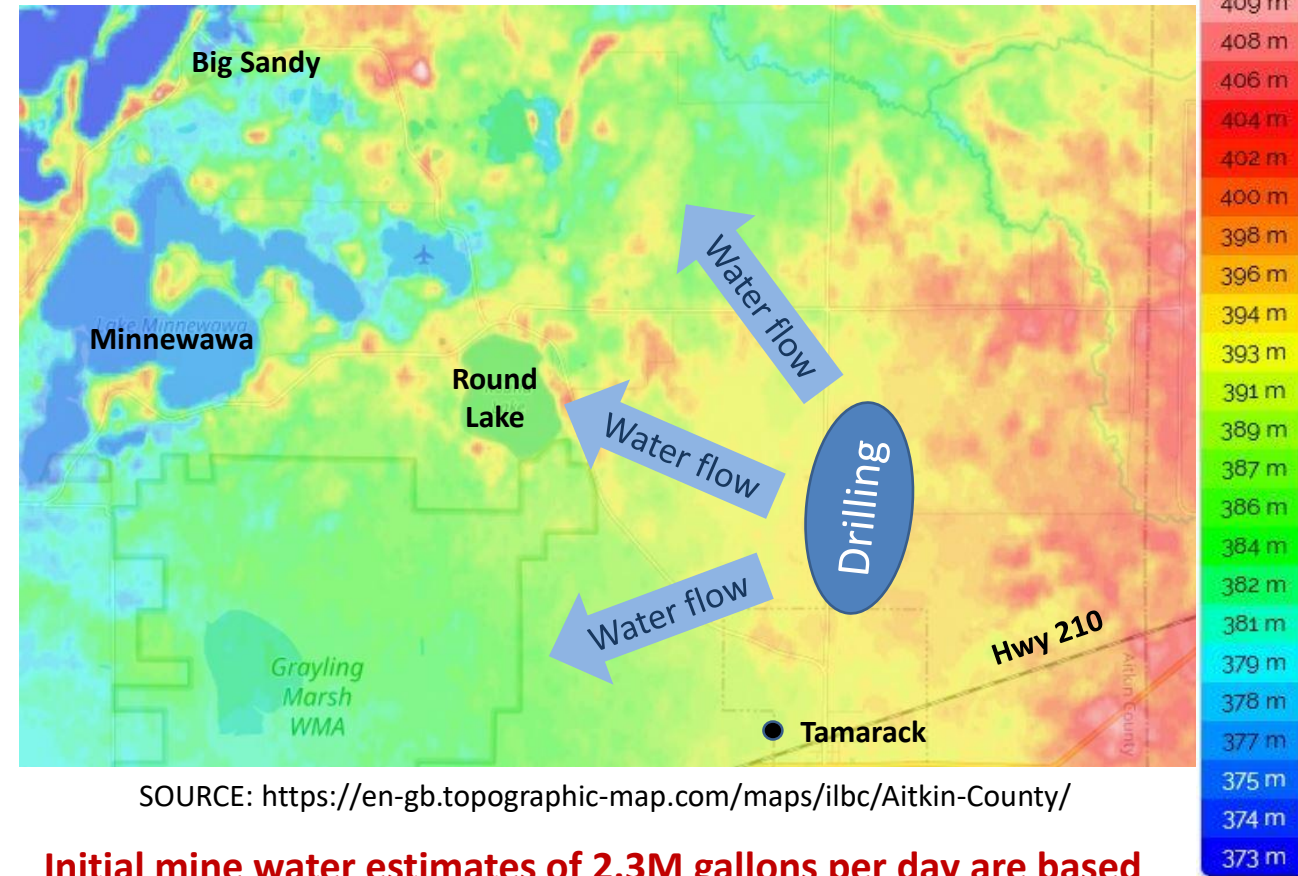 Big Sandy
Lake Minnewawa
Minnewawa
Round
Lake
Water flow
Water flow
Water flow
Drilling
Grayling
Marsh
WMA
Hwy 210
Tamarack
Aitkin County
409 m
408 m
406 m
404 m
402 m
400 m
398 m
396 m
394 m
393 m
391 m
389 m
387 m
386 m
384 m
382 m
381 m
379 m
378 m
377 m
375 m
374 m
373 m
SOURCE: https://en-gb.topographic-map.com/maps/ilbc/Aitkin-County/
Initial mine water estimates of 2.3M gallons per day are based